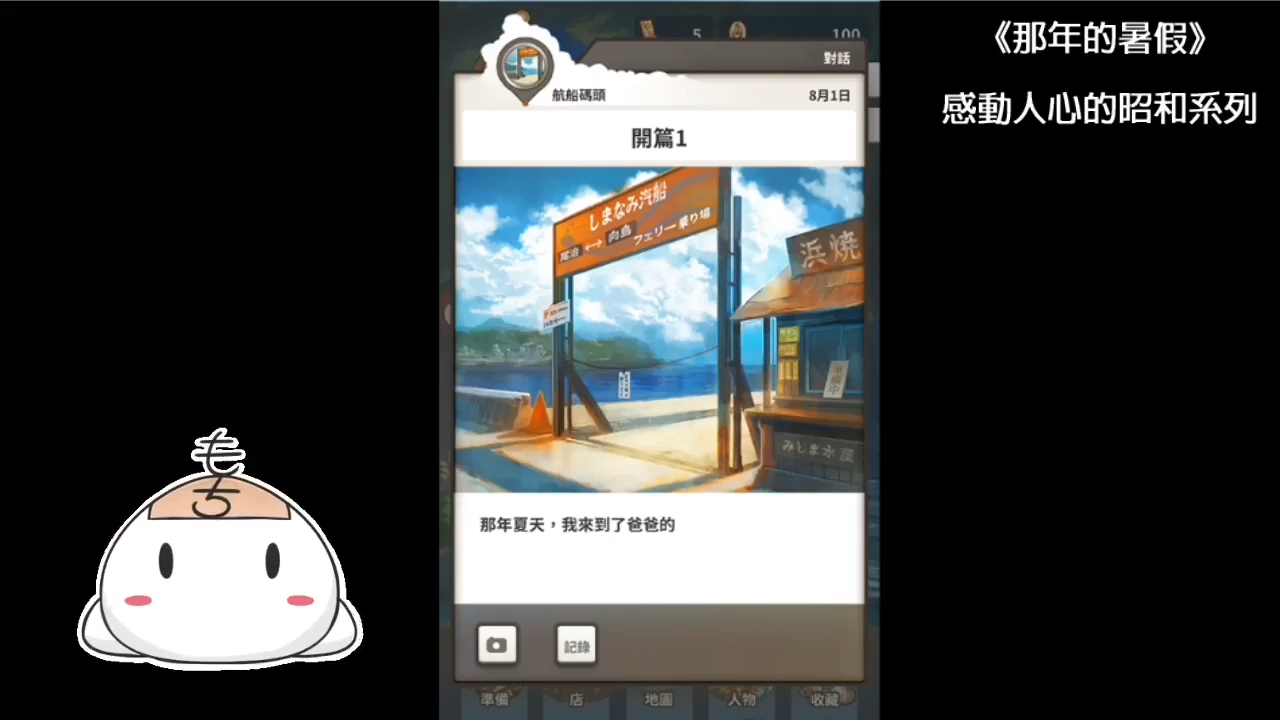 《那年的暑假》
感動人心的昭和系列
5
100
對話
航船碼頭
8月1日
開篇1
しまなみ汽船
尾道↔向島 フェリー乗り場
浜焼
準備中
みしま水産
那年夏天，我來到了爸爸的
記錄
準備
店
地圖
人物
收藏
もち